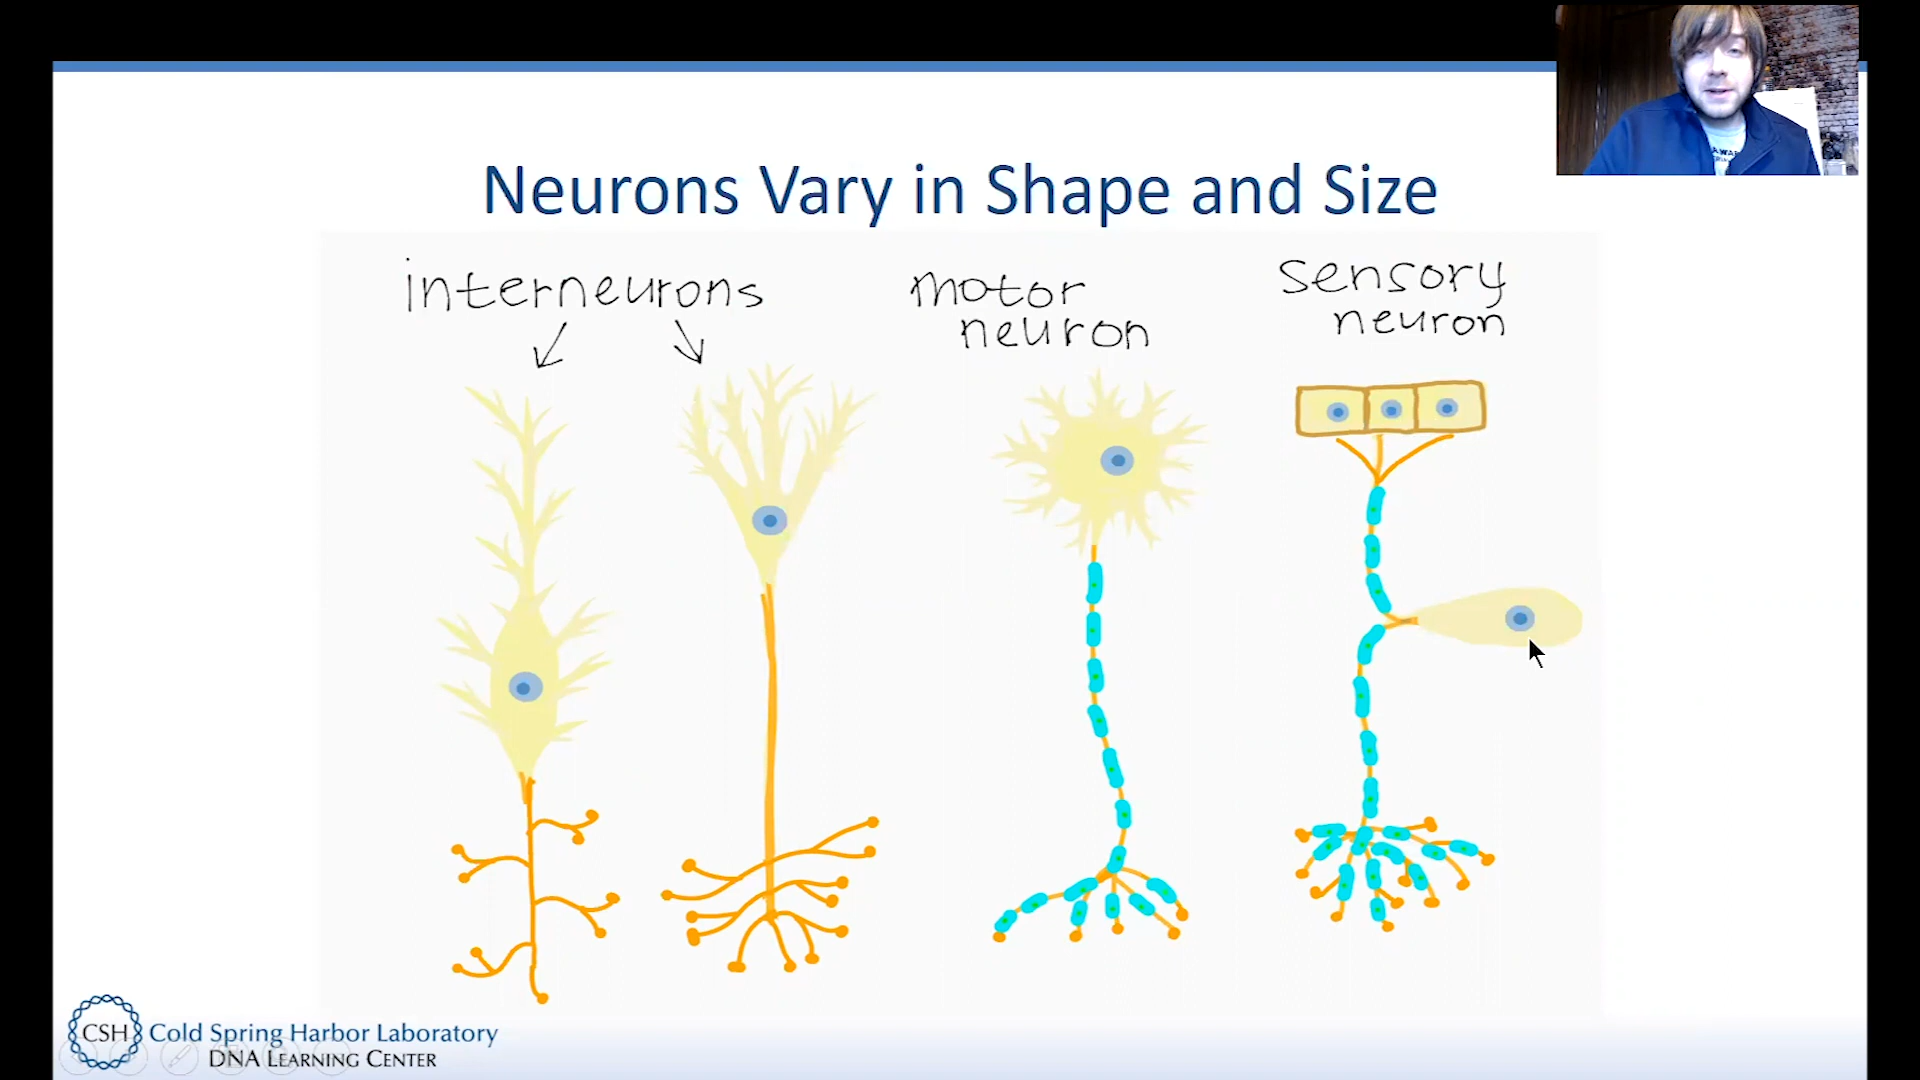 Neurons Vary in Shape and Size
interneurons
motor
neuron
sensory
neuron
CSH Cold Spring Harbor Laboratory
DNA LEARNING CENTER